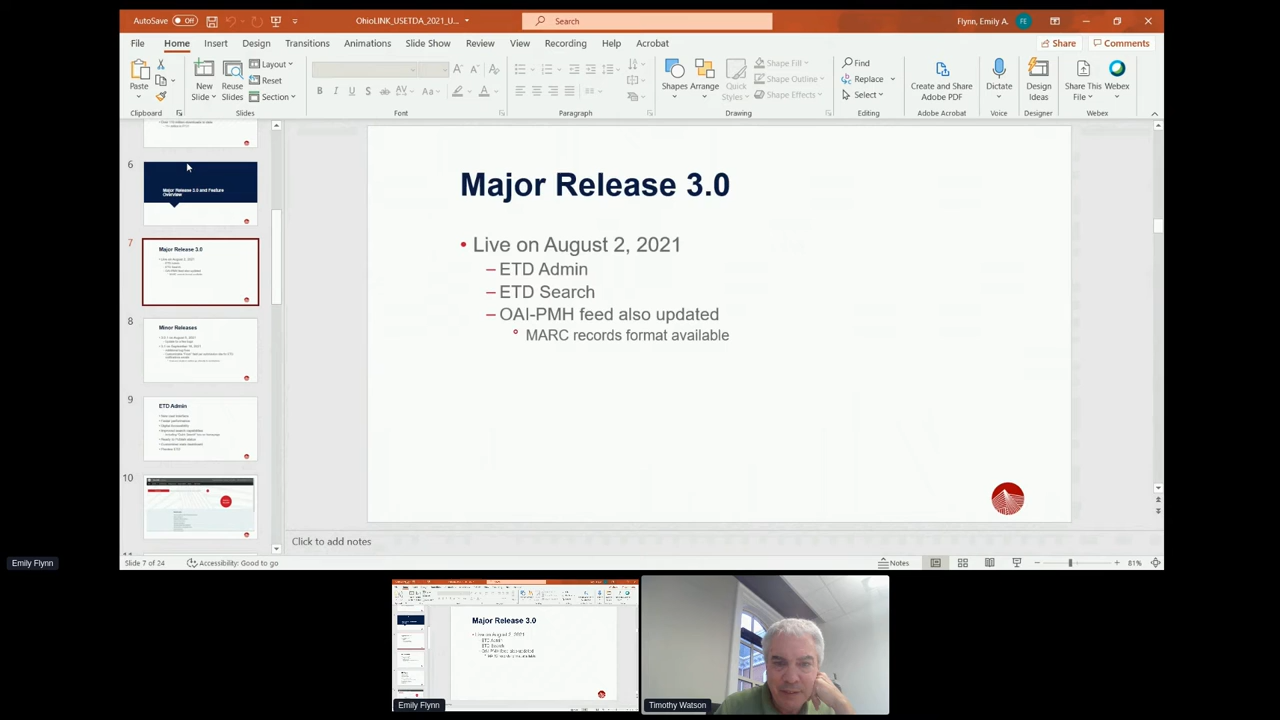 AutoSave Off OhioLINK_USETDA_2021_U... Search Flynn, Emily A. FE
File Home Insert Design Transitions Animations Slide Show Review View Recording Help Acrobat Share Comments
Paste New Slides Reuse Slides Layout Reset Section
Shapes Arrange Quick Styles Shape Fill Shape Outline Shape Effects
Find Replace Select
Create and Share Adobe PDF Dictate Design Ideas Share This File Webex
Clipboard Slides Font Paragraph Drawing Editing Adobe Acrobat Voice Designer Webex
6
Major Release 3.0 and Feature
Overview
7
Major Release 3.0
8
Minor Releases
9
ETD Admin
10
Major Release 3.0
• Live on August 2, 2021
– ETD Admin
– ETD Search
– OAI-PMH feed also updated
° MARC records format available
Click to add notes
Slide 7 of 24 Accessibility: Good to go Notes 81%
Emily Flynn
Major Release 3.0
Emily Flynn
Timothy Watson